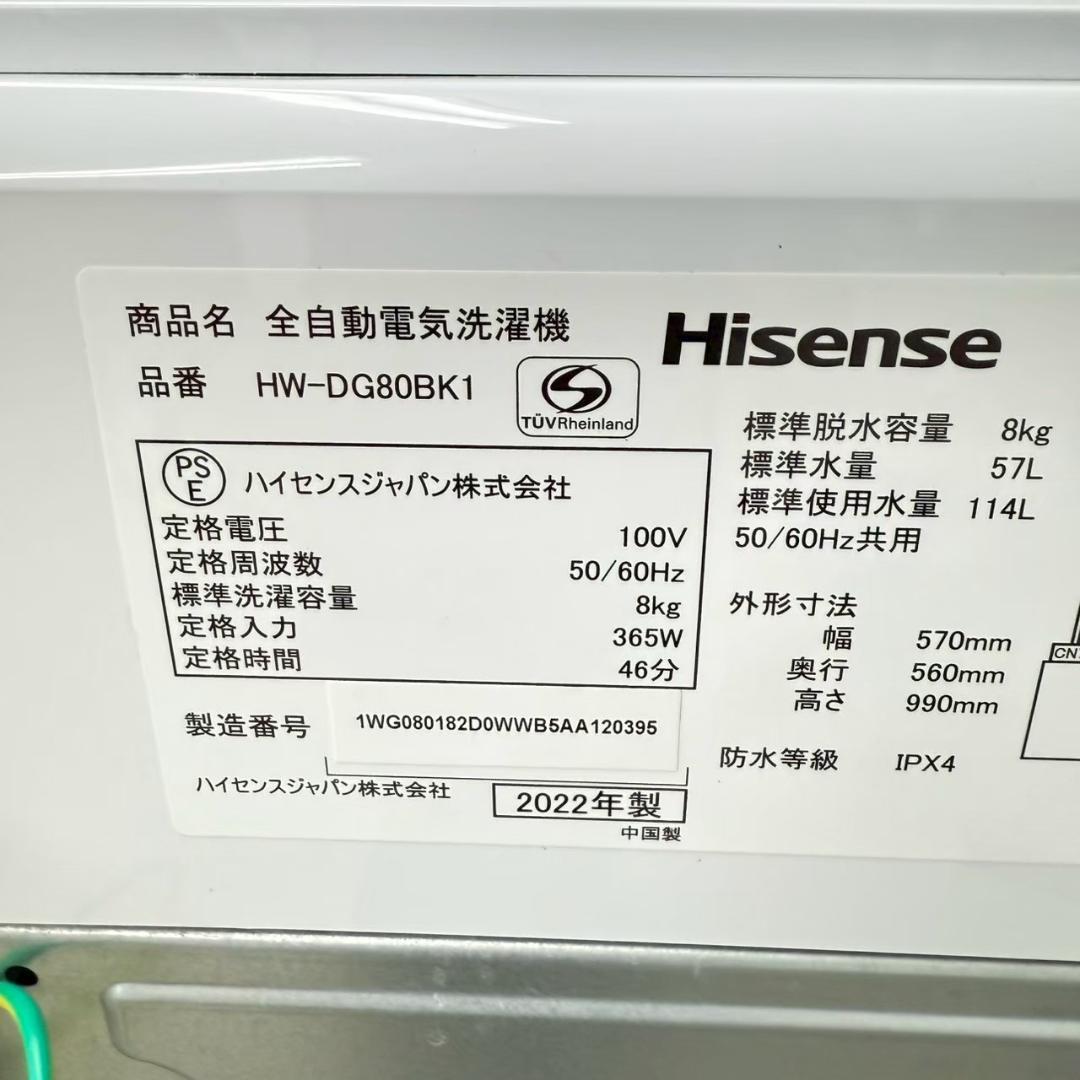 商品名 全自動電気洗濯機
品番 HW-DG80BK1
TÜVRheinland
Hisense
PS
E
ハイセンスジャパン株式会社
定格電圧 100V
定格周波数 50/60Hz
標準洗濯容量 8kg
定格入力 365W
定格時間 46分
製造番号 1WG080182D0WWB5AA120395
ハイセンスジャパン株式会社
2022年製
中国製
標準脱水容量 8kg
標準水量 57L
標準使用水量 114L
50/60Hz共用
外形寸法
幅 570mm
奥行 560mm
高さ 990mm
防水等級 IPX4